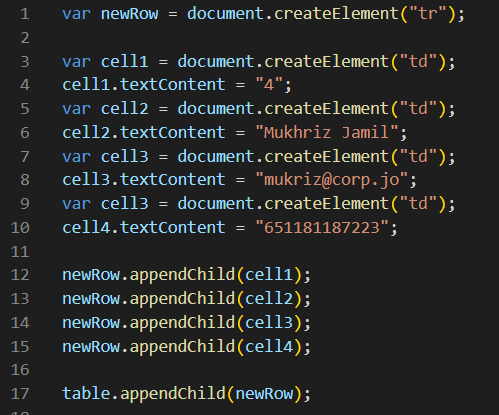 1 var newRow = document.createElement("tr");
2
3 var cell1 = document.createElement("td");
4 cell1.textContent = "4";
5 var cell2 = document.createElement("td");
6 cell2.textContent = "Mukhriz Jamil";
7 var cell3 = document.createElement("td");
8 cell3.textContent = "mukriz@corp.jo";
9 var cell3 = document.createElement("td");
10 cell4.textContent = "651181187223";
11
12 newRow.appendChild(cell1);
13 newRow.appendChild(cell2);
14 newRow.appendChild(cell3);
15 newRow.appendChild(cell4);
16
17 table.appendChild(newRow);